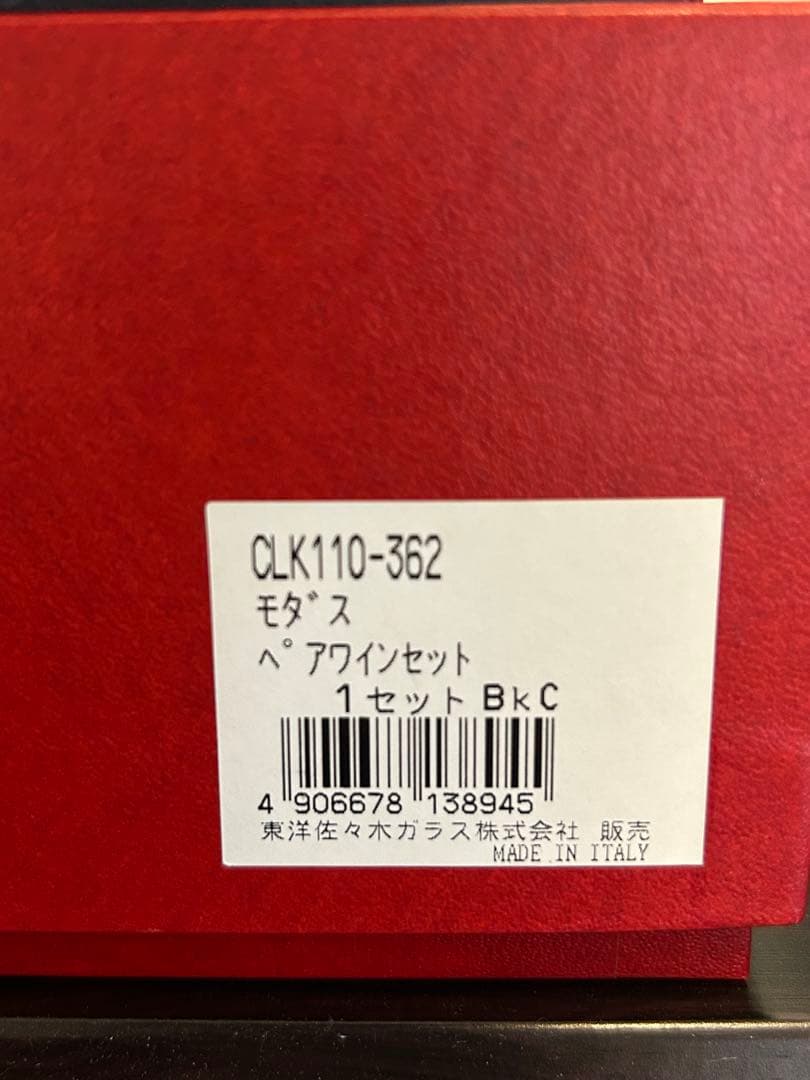 CLK110-362
モダス
ペアワインセット
1セット BkC
4 906678 138945
東洋佐々木ガラス株式会社 販売
MADE IN ITALY